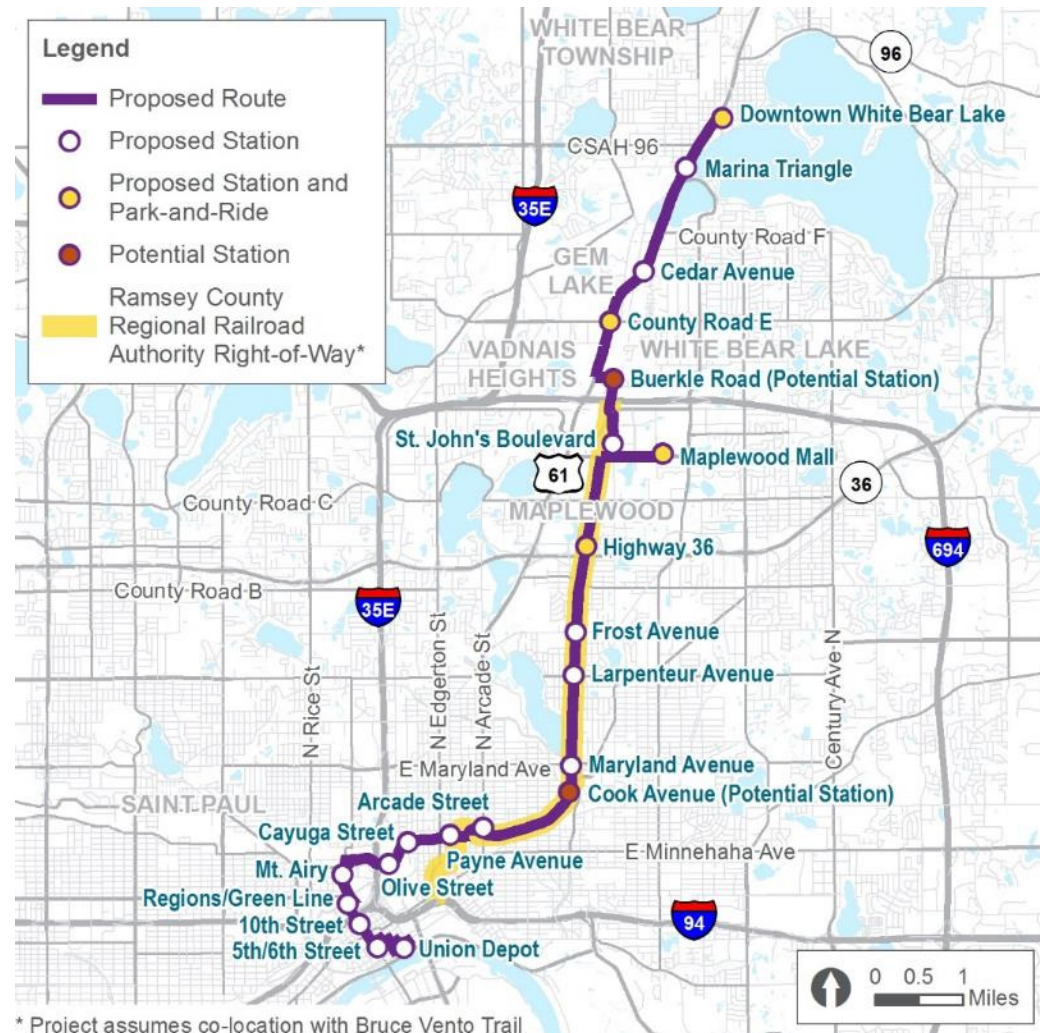 Legend
Proposed Route
Proposed Station
Proposed Station and
Park-and-Ride
Potential Station
Ramsey County
Regional Railroad
Authority Right-of-Way*
WHITE BEAR
TOWNSHIP
96
Downtown White Bear Lake
CSAH 96
Marina Triangle
35E
County Road F
GEM
LAKE
Cedar Avenue
County Road E
VADNAIS
HEIGHTS
WHITE BEAR LAKE
Buerkle Road (Potential Station)
St. John's Boulevard
Maplewood Mall
61
36
County Road C
MAPLEWOOD
Highway 36
694
County Road B
35E
N Rice St
N Edgerton St
N Arcade St
Century Ave N
Frost Avenue
Larpenteur Avenue
E Maryland Ave
Maryland Avenue
Cook Avenue (Potential Station)
SAINT PAUL
Arcade Street
Cayuga Street
Payne Avenue
E Minnehaha Ave
Mt. Airy
Olive Street
Regions/Green Line
10th Street
94
5th/6th Street
Union Depot
0 0.5 1
Miles
* Project assumes co-location with Bruce Vento Trail